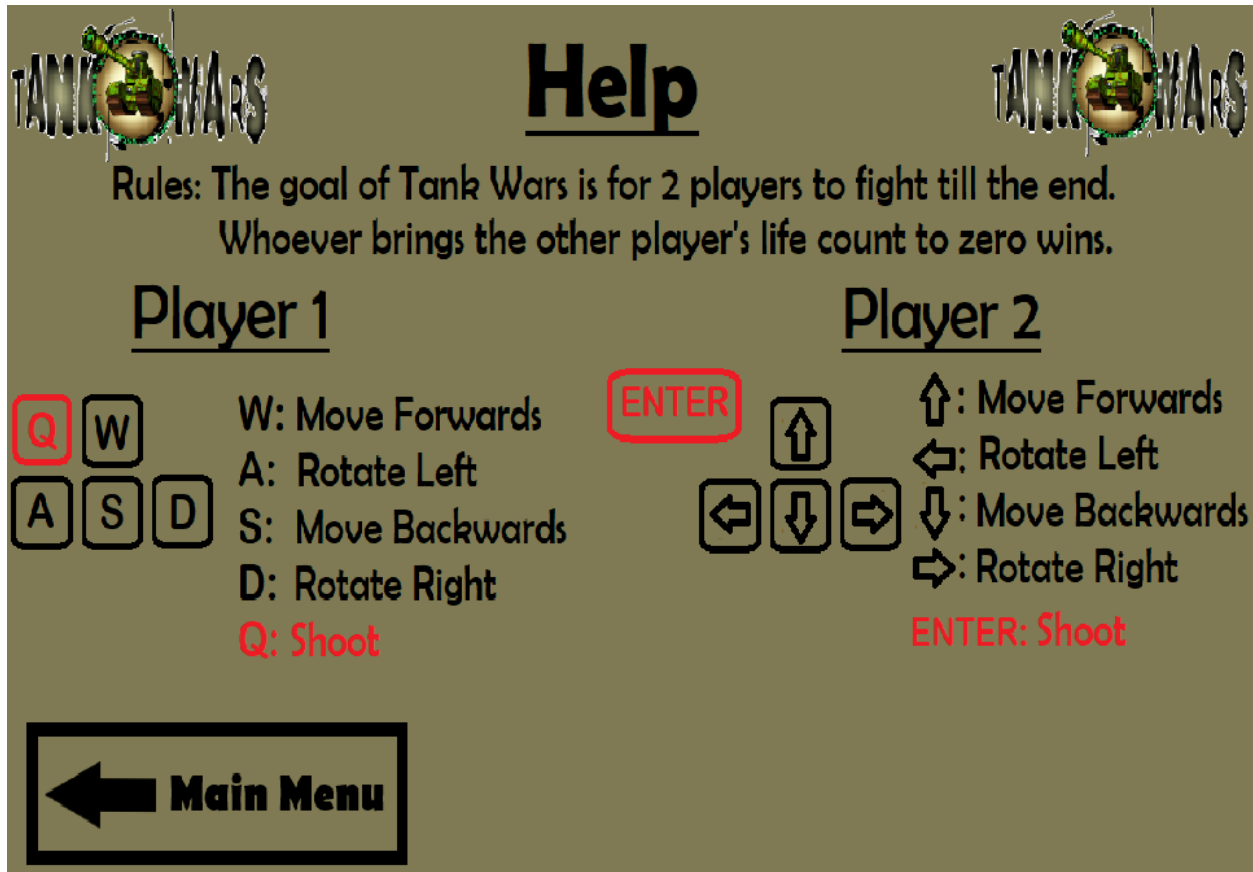 TANK WARS
Help
TANK WARS
Rules: The goal of Tank Wars is for 2 players to fight till the end.
Whoever brings the other player's life count to zero wins.
Player 1
Q W
A S D
W: Move Forwards
A: Rotate Left
S: Move Backwards
D: Rotate Right
Q: Shoot
Player 2
ENTER
⇧
⇦ ⇩ ⇨
⇧: Move Forwards
⇦: Rotate Left
⇩: Move Backwards
⇨: Rotate Right
ENTER: Shoot
Main Menu